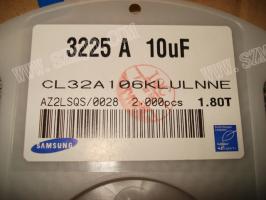 3225 A 10uF
CL32A106KLULNNE
AZ2LSQS/0028 2.000pcs 1.80T
SAMSUNG